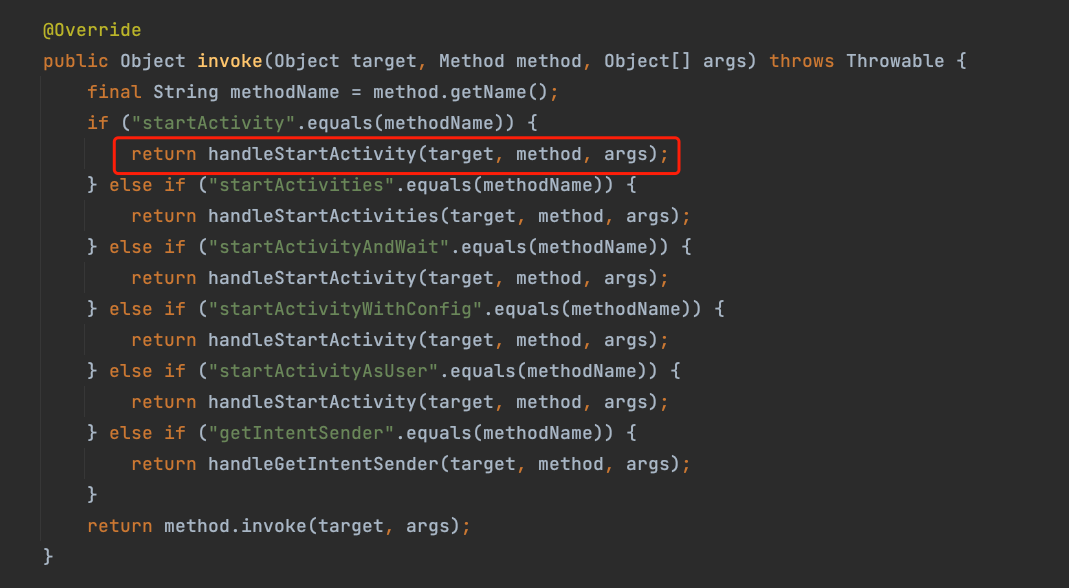 @Override
public Object invoke(Object target, Method method, Object[] args) throws Throwable {
final String methodName = method.getName();
if ("startActivity".equals(methodName)) {
return handleStartActivity(target, method, args);
} else if ("startActivities".equals(methodName)) {
return handleStartActivities(target, method, args);
} else if ("startActivityAndWait".equals(methodName)) {
return handleStartActivity(target, method, args);
} else if ("startActivityWithConfig".equals(methodName)) {
return handleStartActivity(target, method, args);
} else if ("startActivityAsUser".equals(methodName)) {
return handleStartActivity(target, method, args);
} else if ("getIntentSender".equals(methodName)) {
return handleGetIntentSender(target, method, args);
}
return method.invoke(target, args);
}